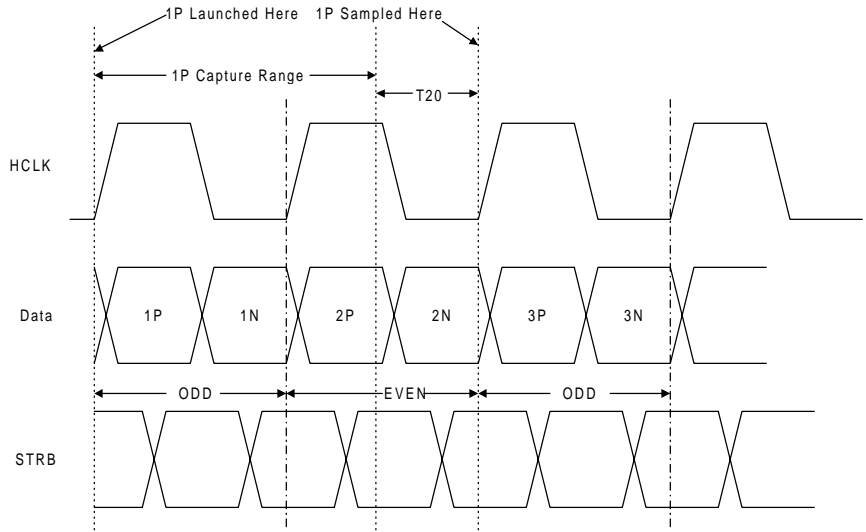 1P Launched Here 1P Sampled Here
1P Capture Range
T20
HCLK
Data 1P 1N 2P 2N 3P 3N
ODD EVEN ODD
STRB